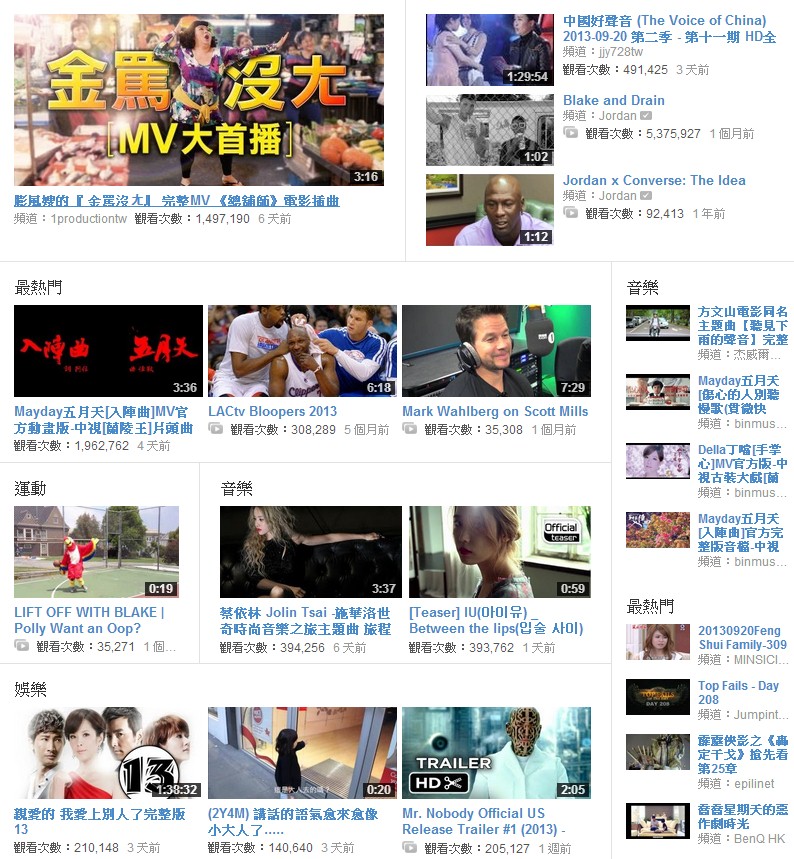 金罵 沒ㄤ
[MV大首播]
3:16
膨風嫂的『 金罵沒ㄤ』 完整MV 《總舖師》電影插曲
頻道：1productiontw 觀看次數：1,497,190 6 天前
1:29:54
中國好聲音 (The Voice of China)
2013-09-20 第二季 - 第十一期 HD全
頻道：jjy728tw
觀看次數：491,425 3 天前
1:02
Blake and Drain
頻道：Jordan
觀看次數：5,375,927 1 個月前
1:12
Jordan x Converse: The Idea
頻道：Jordan
觀看次數：92,413 1 年前
最熱門
入陣曲 五月天
3:36
Mayday五月天[入陣曲]MV官
方動畫版-中視[蘭陵王]片頭曲
觀看次數：1,962,762 4 天前
CLIPPERS
6:18
LACtv Bloopers 2013
觀看次數：308,289 5 個月前
7:29
Mark Wahlberg on Scott Mills
觀看次數：35,308 1 個月前
運動
0:19
LIFT OFF WITH BLAKE |
Polly Want an Oop?
觀看次數：35,271 1 個...
音樂
3:37
蔡依林 Jolin Tsai -施華洛世
奇時尚音樂之旅主題曲 旅程
觀看次數：394,256 6 天前
Official
teaser
0:59
[Teaser] IU(아이유) _
Between the lips(입술 사이)
觀看次數：393,762 1 天前
娛樂
13
1:38:32
親愛的 我愛上別人了完整版
13
觀看次數：210,148 3 天前
這是大人去的嗎？
0:20
(2Y4M) 講話的語氣愈來愈像
小大人了.....
觀看次數：140,640 3 天前
TRAILER
HD
2:05
Mr. Nobody Official US
Release Trailer #1 (2013) -
觀看次數：205,127 1 週前
音樂
方文山電影同名
主題曲【聽見下
雨的聲音】完整
頻道：杰威爾...
Mayday五月天
[傷心的人別聽
慢歌(貫徹快
頻道：binmus...
Della丁噹[手掌
心]MV官方版-中
視古裝大戲[蘭
頻道：binmus...
Mayday五月天
[入陣曲]官方完
整版音檔-中視
頻道：binmus...
最熱門
20130920Feng
Shui Family-309
頻道：MINSICI...
TOP FAILS
DAY 208
Top Fails - Day
208
頻道：Jumpint...
霹靂俠影之《轟
定干戈》搶先看
第25章
頻道：epilinet
喬喬星期天的惡
作劇時光
頻道：BenQ HK